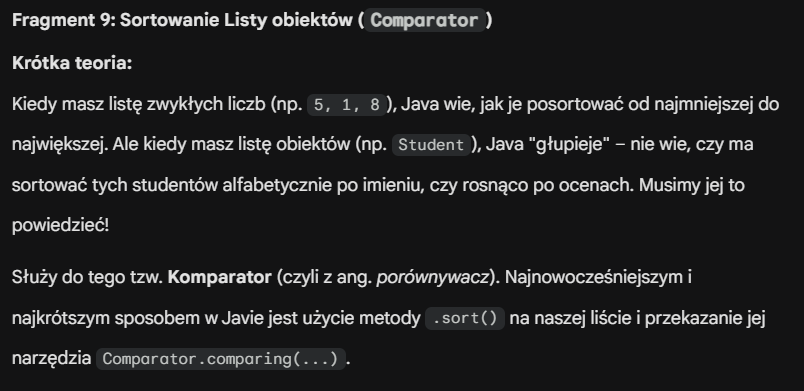 Fragment 9: Sortowanie Listy obiektów (Comparator)
Krótka teoria:
Kiedy masz listę zwykłych liczb (np. 5, 1, 8), Java wie, jak je posortować od najmniejszej do
największej. Ale kiedy masz listę obiektów (np. Student), Java "głupieje" – nie wie, czy ma
sortować tych studentów alfabetycznie po imieniu, czy rosnąco po ocenach. Musimy jej to
powiedzieć!
Służy do tego tzw. Komparator (czyli z ang. porównywacz). Najnowocześniejszym i
najkrótszym sposobem w Javie jest użycie metody .sort() na naszej liście i przekazanie jej
narzędzia Comparator.comparing(...).